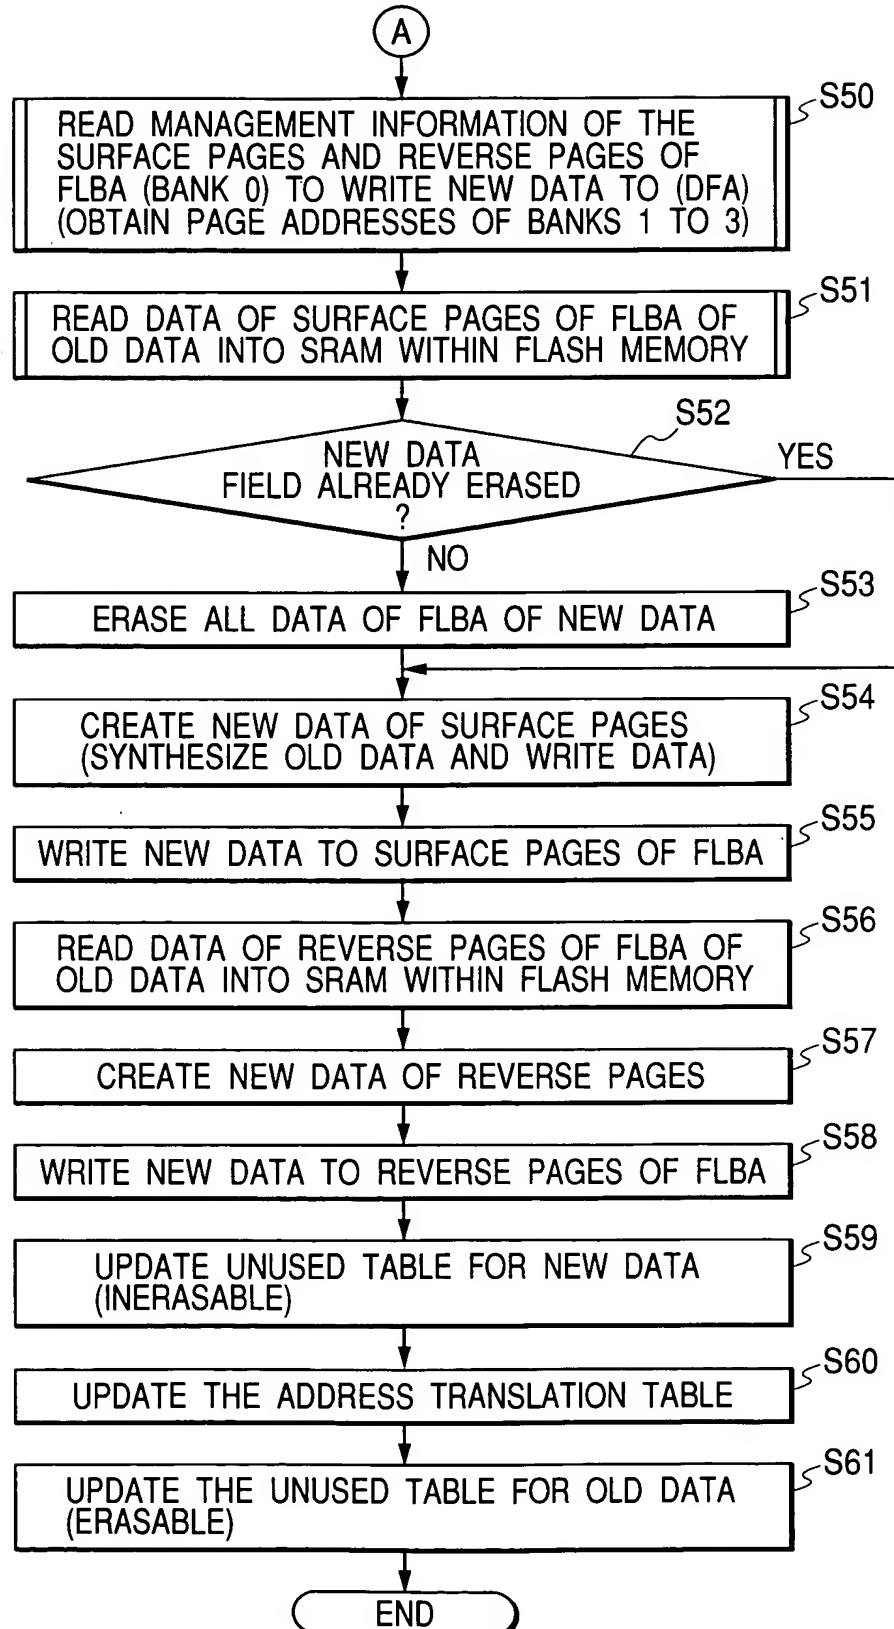 A
S50
READ MANAGEMENT INFORMATION OF THE
SURFACE PAGES AND REVERSE PAGES OF
FLBA (BANK 0) TO WRITE NEW DATA TO (DFA)
(OBTAIN PAGE ADDRESSES OF BANKS 1 TO 3)
S51
READ DATA OF SURFACE PAGES OF FLBA OF
OLD DATA INTO SRAM WITHIN FLASH MEMORY
S52
NEW DATA
FIELD ALREADY ERASED
?
YES
NO
S53
ERASE ALL DATA OF FLBA OF NEW DATA
S54
CREATE NEW DATA OF SURFACE PAGES
(SYNTHESIZE OLD DATA AND WRITE DATA)
S55
WRITE NEW DATA TO SURFACE PAGES OF FLBA
S56
READ DATA OF REVERSE PAGES OF FLBA OF
OLD DATA INTO SRAM WITHIN FLASH MEMORY
S57
CREATE NEW DATA OF REVERSE PAGES
S58
WRITE NEW DATA TO REVERSE PAGES OF FLBA
S59
UPDATE UNUSED TABLE FOR NEW DATA
(INERASABLE)
S60
UPDATE THE ADDRESS TRANSLATION TABLE
S61
UPDATE THE UNUSED TABLE FOR OLD DATA
(ERASABLE)
END